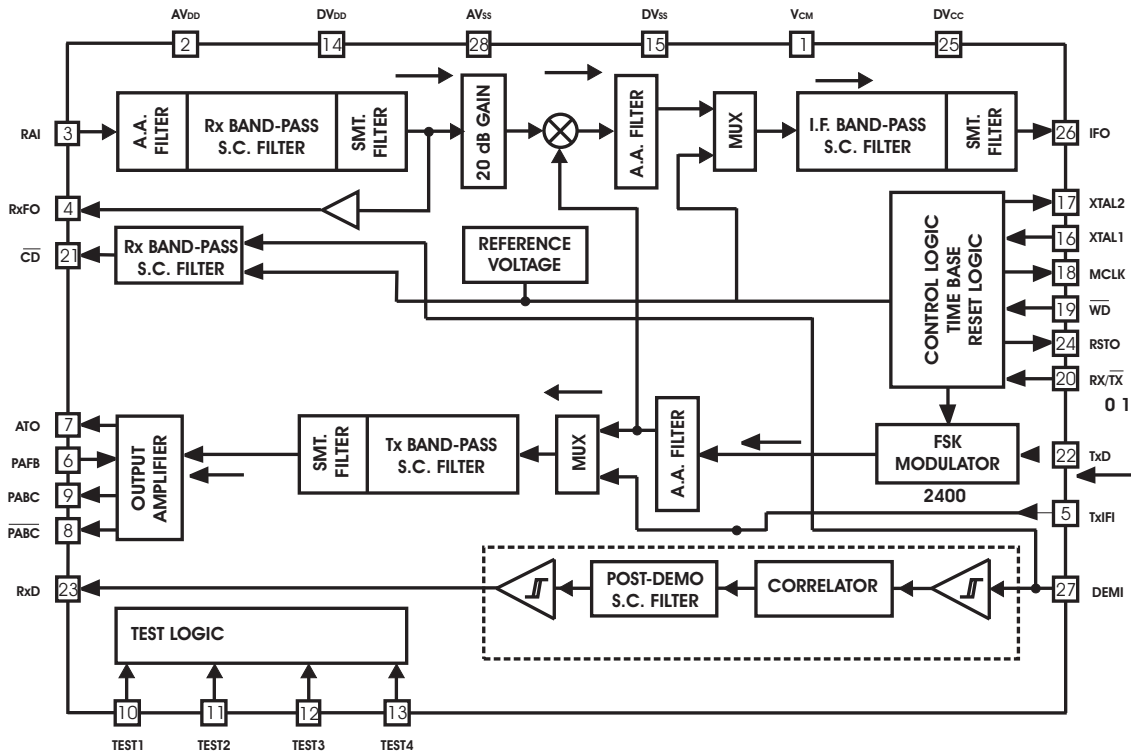 AVDD
DVDD
AVSS
DVSS
VCM
DVCC
2
14
28
15
1
25
RAI
3
A.A.
FILTER
Rx BAND-PASS
S.C. FILTER
SMT.
FILTER
20 dB GAIN
A.A. FILTER
MUX
I.F. BAND-PASS
S.C. FILTER
SMT.
FILTER
26
IFO
RxFO
4
CD
21
Rx BAND-PASS
S.C. FILTER
REFERENCE
VOLTAGE
CONTROL LOGIC
TIME BASE
RESET LOGIC
17
XTAL2
16
XTAL1
18
MCLK
19
WD
24
RSTO
20
RX/TX
0 1
ATO
7
PAFB
6
PABC
9
PABC
8
OUTPUT
AMPLIFIER
SMT.
FILTER
Tx BAND-PASS
S.C. FILTER
MUX
A.A. FILTER
FSK
MODULATOR
2400
22
TxD
5
TxIFI
RxD
23
POST-DEMO
S.C. FILTER
CORRELATOR
27
DEMI
TEST LOGIC
10
11
12
13
TEST1
TEST2
TEST3
TEST4